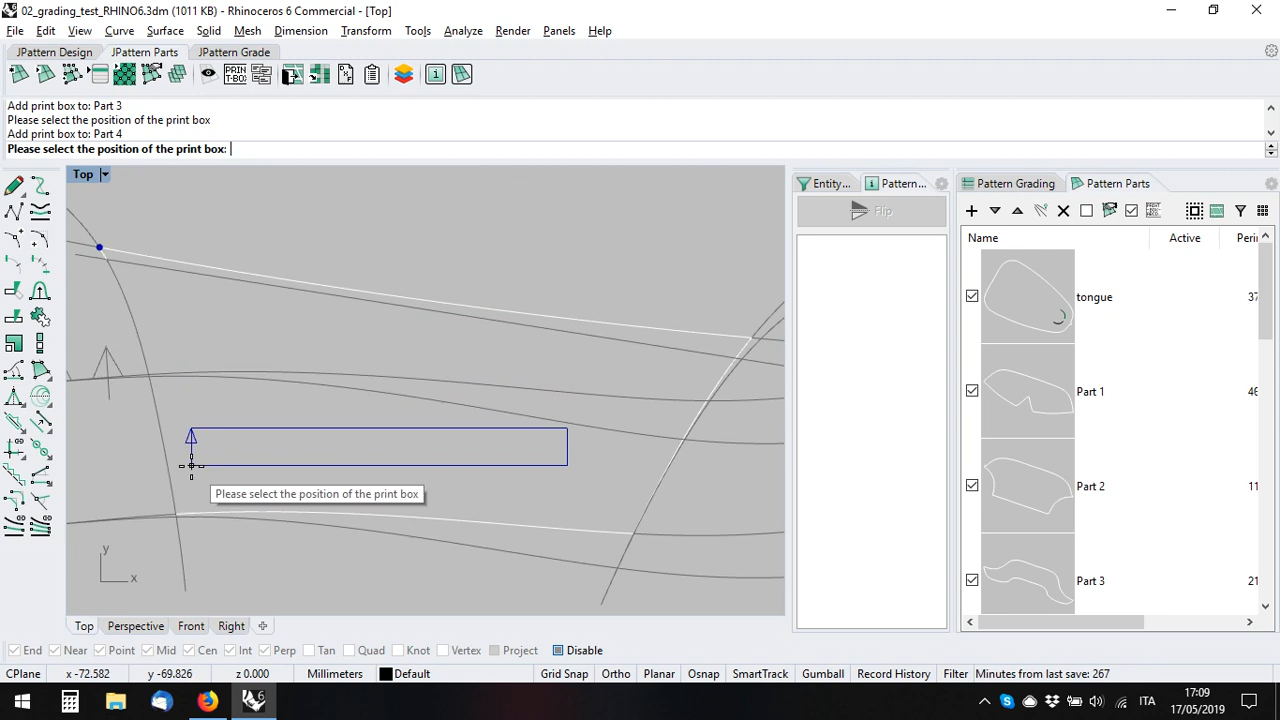 02_grading_test_RHINO6.3dm (1011 KB) - Rhinoceros 6 Commercial - [Top]
File Edit View Curve Surface Solid Mesh Dimension Transform Tools Analyze Render Panels Help
JPattern Design JPattern Parts JPattern Grade
PRINT T-BOX
Add print box to: Part 3
Please select the position of the print box
Add print box to: Part 4
Please select the position of the print box:
Top
Entity... Pattern...
Pattern Grading Pattern Parts
Flip
Name Active Peri
tongue 37
Part 1 46
Part 2 11
Part 3 21
Please select the position of the print box
y
x
Top Perspective Front Right
End Near Point Mid Cen Int Perp Tan Quad Knot Vertex Project Disable
CPlane x -72.582 y -69.826 z 0.000 Millimeters Default Grid Snap Ortho Planar Osnap SmartTrack Gumball Record History Filter Minutes from last save: 267
ITA
17:09
17/05/2019